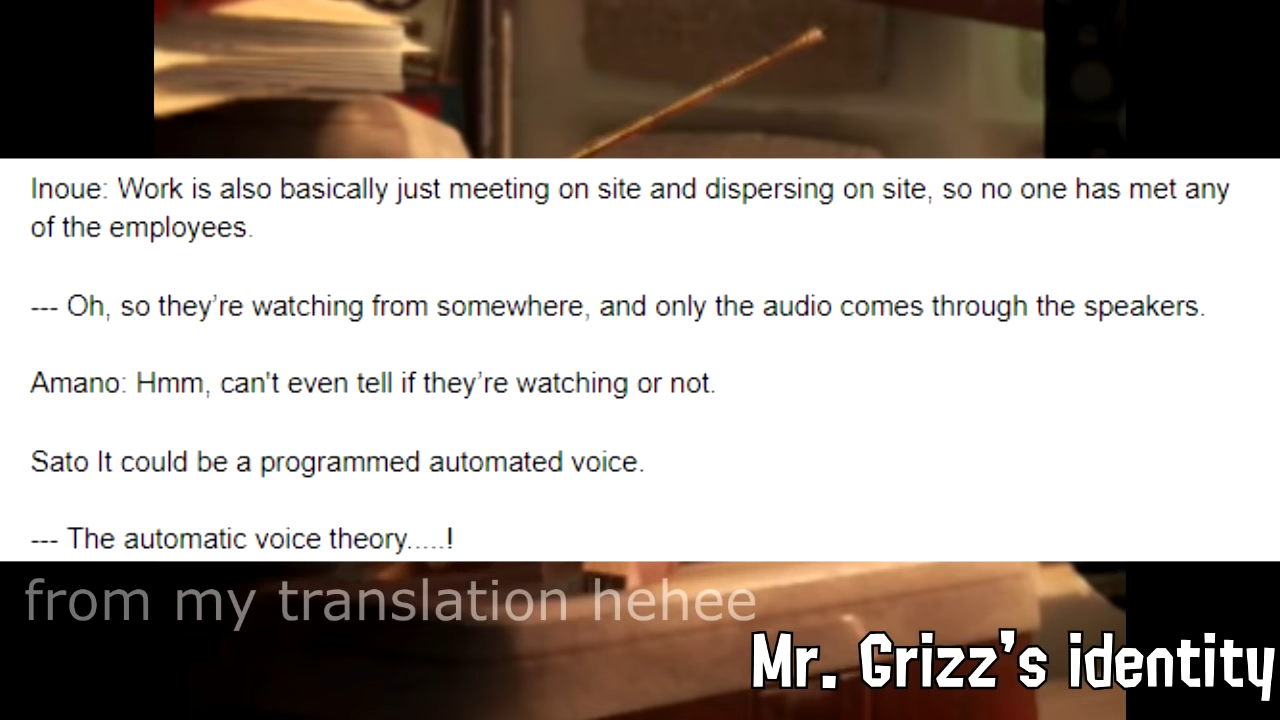 Inoue: Work is also basically just meeting on site and dispersing on site, so no one has met any
of the employees.
--- Oh, so they’re watching from somewhere, and only the audio comes through the speakers.
Amano: Hmm, can't even tell if they’re watching or not.
Sato It could be a programmed automated voice.
--- The automatic voice theory.....!
from my translation hehee
Mr. Grizz's identity